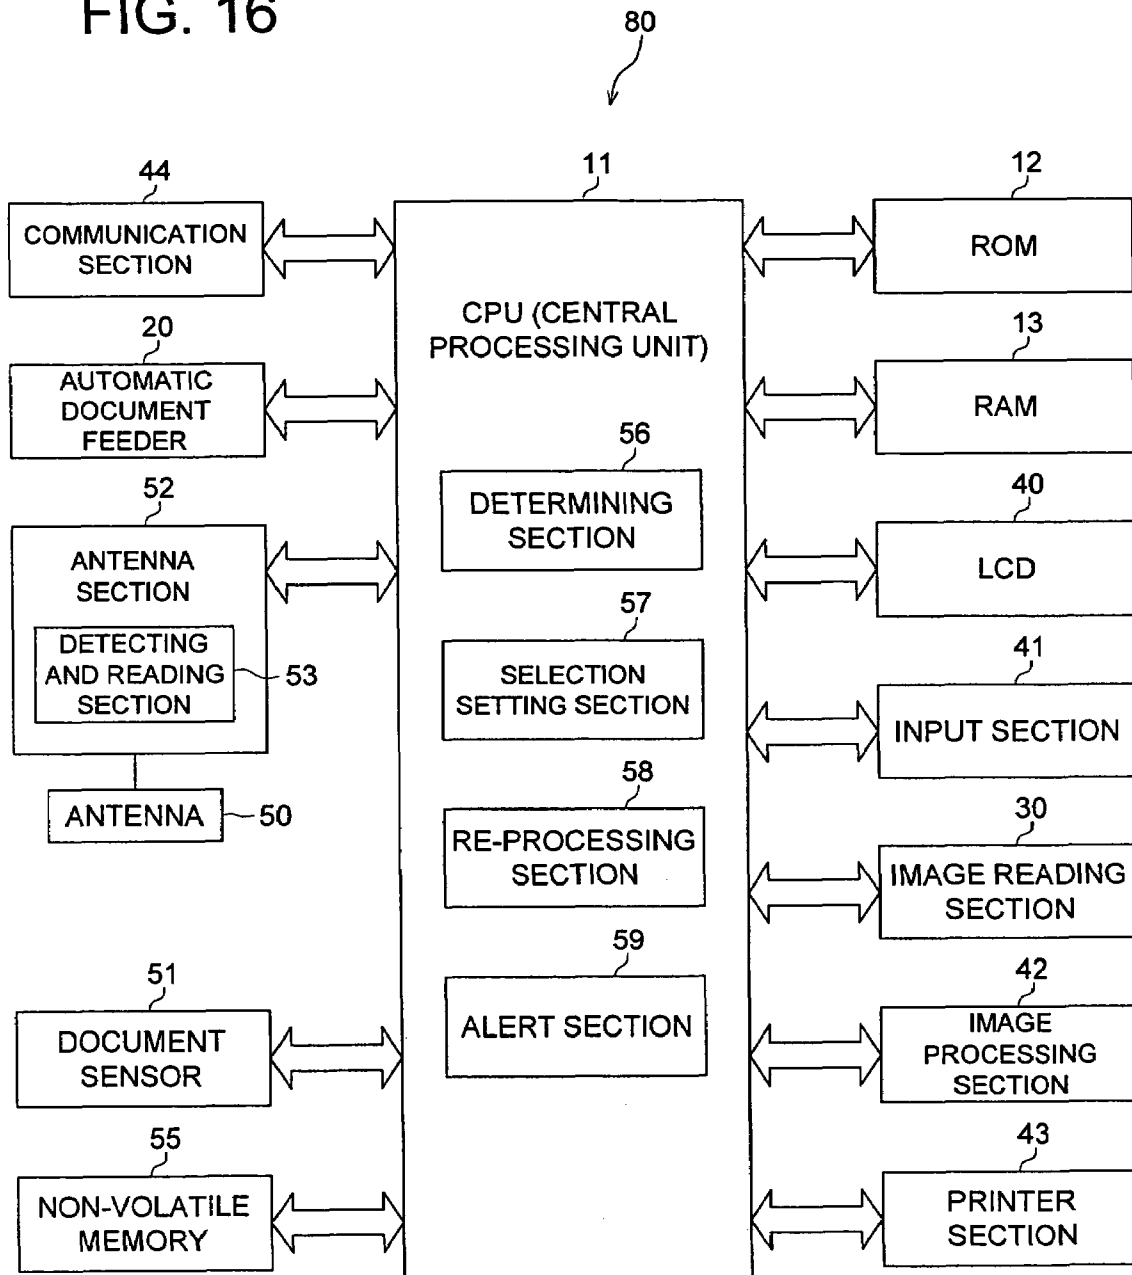 FIG. 16
80
44
COMMUNICATION
SECTION
20
AUTOMATIC
DOCUMENT
FEEDER
52
ANTENNA
SECTION
DETECTING
AND READING
SECTION
53
ANTENNA
50
51
DOCUMENT
SENSOR
55
NON-VOLATILE
MEMORY
11
CPU (CENTRAL
PROCESSING UNIT)
56
DETERMINING
SECTION
57
SELECTION
SETTING SECTION
58
RE-PROCESSING
SECTION
59
ALERT SECTION
12
ROM
13
RAM
40
LCD
41
INPUT SECTION
30
IMAGE READING
SECTION
42
IMAGE
PROCESSING
SECTION
43
PRINTER
SECTION